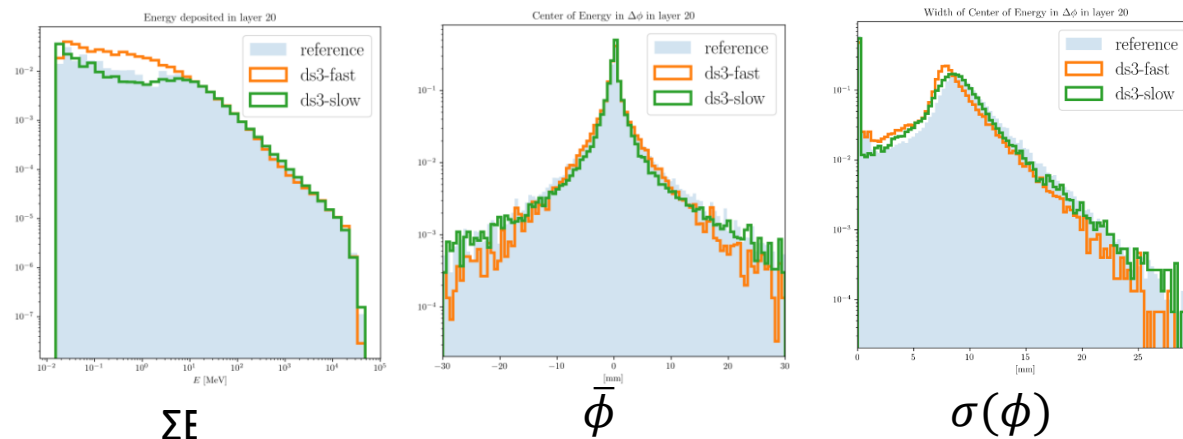 Energy deposited in layer 20
reference
ds3-fast
ds3-slow
10⁻²
10⁻³
10⁻⁴
10⁻⁵
10⁻⁶
10⁻⁷
10⁻² 10⁻¹ 10⁰ 10¹ 10² 10³ 10⁴ 10⁵
E [MeV]
ΣE
Center of Energy in Δϕ in layer 20
reference
ds3-fast
ds3-slow
10⁻¹
10⁻²
10⁻³
10⁻⁴
−30 −20 −10 0 10 20 30
[mm]
ϕ̅
Width of Center of Energy in Δϕ in layer 20
reference
ds3-fast
ds3-slow
10⁻¹
10⁻²
10⁻³
10⁻⁴
0 5 10 15 20 25
[mm]
σ(ϕ)